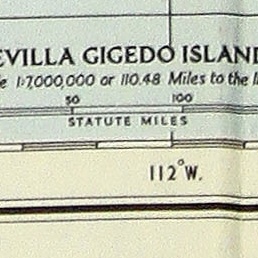 EVILLA GIGEDO ISLAND
1:7,000,000 or 110.48 Miles to the
50 100
STATUTE MILES
112°W.